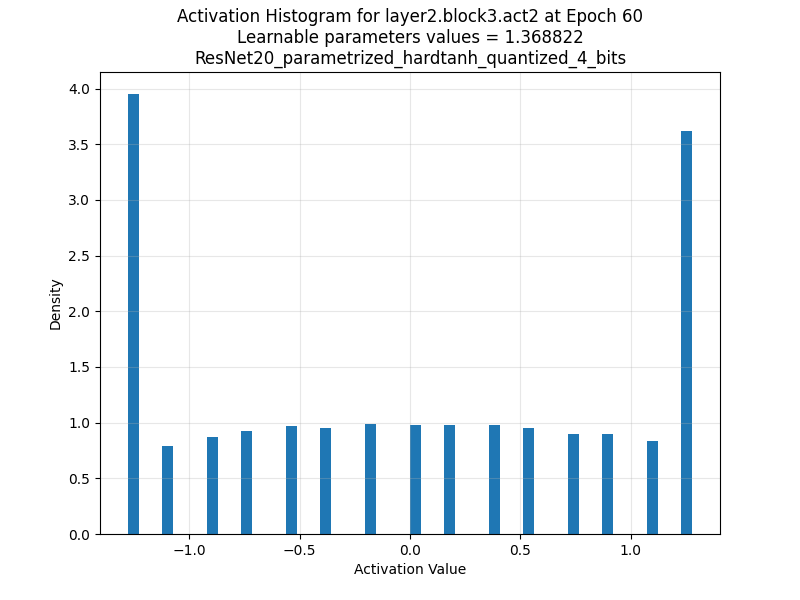 Activation Histogram for layer2.block3.act2 at Epoch 60
Learnable parameters values = 1.368822
ResNet20_parametrized_hardtanh_quantized_4_bits
4.0
3.5
3.0
2.5
2.0
1.5
1.0
0.5
0.0
Density
−1.0 −0.5 0.0 0.5 1.0
Activation Value